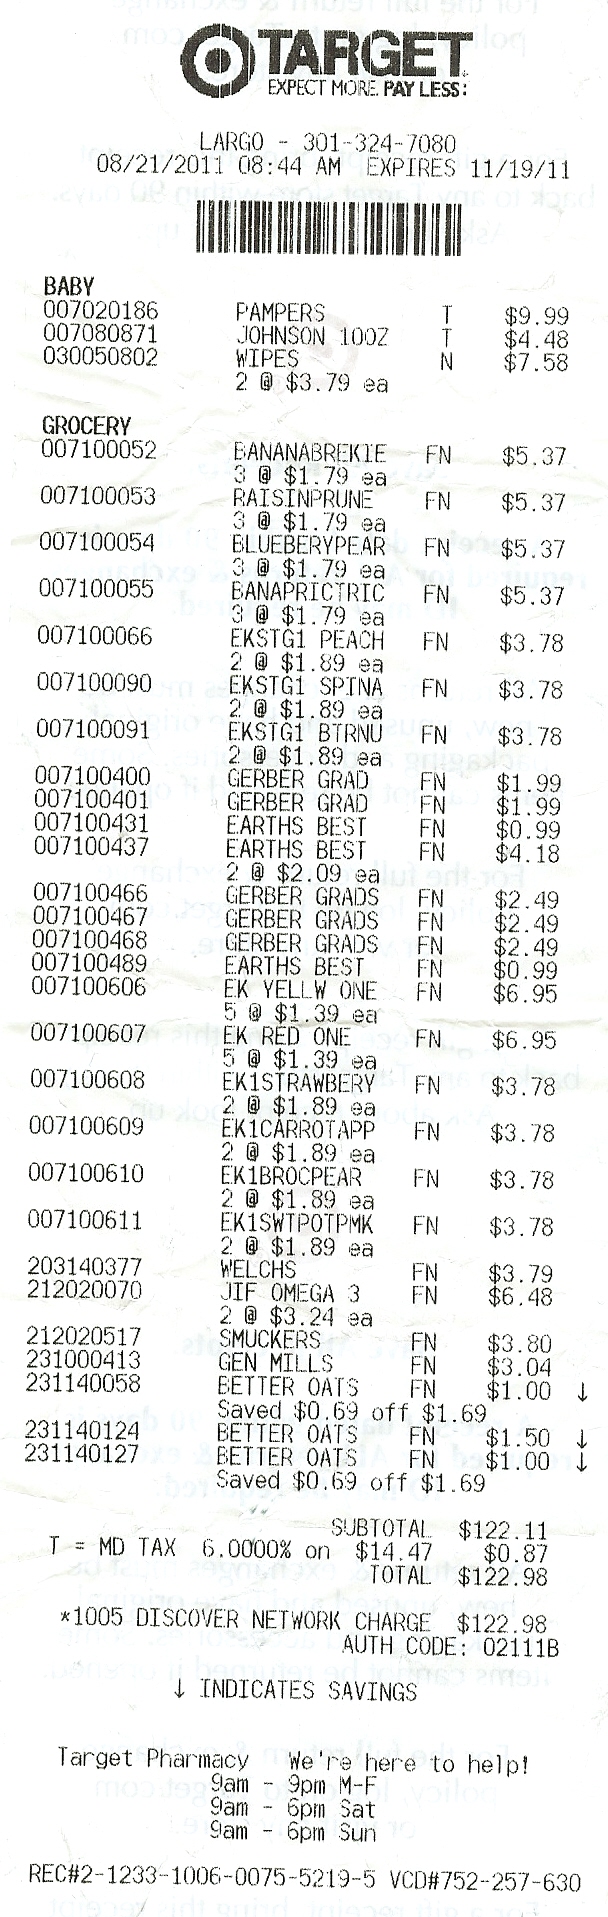 TARGET
EXPECT MORE. PAY LESS.
LARGO - 301-324-7080
08/21/2011 08:44 AM EXPIRES 11/19/11
BABY
007020186 PAMPERS T $9.99
007080871 JOHNSON 10OZ T $4.48
030050802 WIPES N $7.58
2 @ $3.79 ea
GROCERY
007100052 BANANABREKIE FN $5.37
3 @ $1.79 ea
007100053 RAISINPRUNE FN $5.37
3 @ $1.79 ea
007100054 BLUEBERYPEAR FN $5.37
3 @ $1.79 ea
007100055 BANAPRICTRIC FN $5.37
3 @ $1.79 ea
007100066 EKSTG1 PEACH FN $3.78
2 @ $1.89 ea
007100090 EKSTG1 SPINA FN $3.78
2 @ $1.89 ea
007100091 EKSTG1 BTRNU FN $3.78
2 @ $1.89 ea
007100400 GERBER GRAD FN $1.99
007100401 GERBER GRAD FN $1.99
007100431 EARTHS BEST FN $0.99
007100437 EARTHS BEST FN $4.18
2 @ $2.09 ea
007100466 GERBER GRADS FN $2.49
007100467 GERBER GRADS FN $2.49
007100468 GERBER GRADS FN $2.49
007100489 EARTHS BEST FN $0.99
007100606 EK YELLW ONE FN $6.95
5 @ $1.39 ea
007100607 EK RED ONE FN $6.95
5 @ $1.39 ea
007100608 EK1STRAWBERY FN $3.78
2 @ $1.89 ea
007100609 EK1CARROTAPP FN $3.78
2 @ $1.89 ea
007100610 EK1BROCPEAR FN $3.78
2 @ $1.89 ea
007100611 EK1SWTPOTPMK FN $3.78
2 @ $1.89 ea
203140377 WELCHS FN $3.79
212020070 JIF OMEGA 3 FN $6.48
2 @ $3.24 ea
212020517 SMUCKERS FN $3.80
231000413 GEN MILLS FN $3.04
231140058 BETTER OATS FN $1.00 ↓
Saved $0.69 off $1.69
231140124 BETTER OATS FN $1.50 ↓
231140127 BETTER OATS FN $1.00 ↓
Saved $0.69 off $1.69
SUBTOTAL $122.11
T = MD TAX 6.0000% on $14.47 $0.87
TOTAL $122.98
*1005 DISCOVER NETWORK CHARGE $122.98
AUTH CODE: 02111B
↓ INDICATES SAVINGS
Target Pharmacy We're here to help!
9am - 9pm M-F
9am - 6pm Sat
9am - 6pm Sun
REC#2-1233-1006-0075-5219-5 VCD#752-257-630